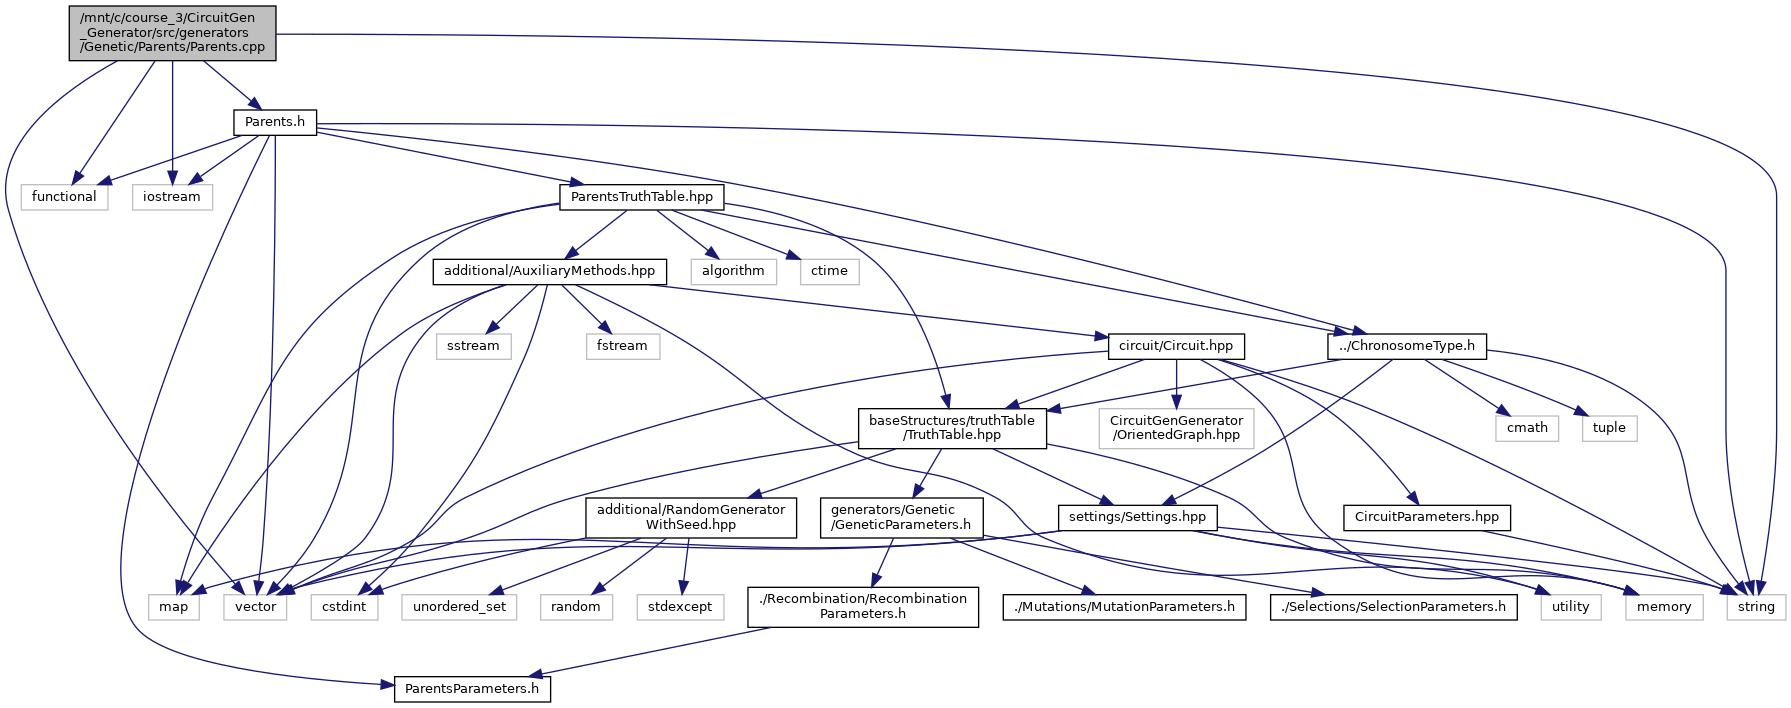 /mnt/c/course_3/CircuitGen
_Generator/src/generators
/Genetic/Parents/Parents.cpp
Parents.h
functional
iostream
ParentsTruthTable.hpp
additional/AuxiliaryMethods.hpp
algorithm
ctime
sstream
fstream
circuit/Circuit.hpp
../ChronosomeType.h
baseStructures/truthTable
/TruthTable.hpp
CircuitGenGenerator
/OrientedGraph.hpp
cmath
tuple
additional/RandomGenerator
WithSeed.hpp
generators/Genetic
/GeneticParameters.h
settings/Settings.hpp
CircuitParameters.hpp
map
vector
cstdint
unordered_set
random
stdexcept
./Recombination/Recombination
Parameters.h
./Mutations/MutationParameters.h
./Selections/SelectionParameters.h
utility
memory
string
ParentsParameters.h